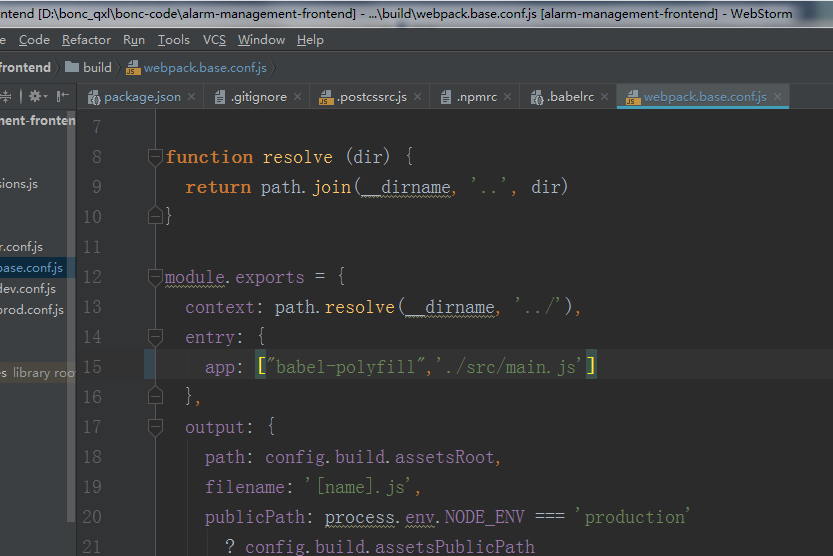 ontend [D:\bonc_qxl\bonc-code\alarm-management-frontend] - ...\build\webpack.base.conf.js [alarm-management-frontend] - WebStorm
e Code Refactor Run Tools VCS Window Help
frontend build webpack.base.conf.js
package.json .gitignore .postcssrc.js .npmrc .babelrc webpack.base.conf.js
ment-fronten
sions.js
r.conf.js
base.conf.js
dev.conf.js
prod.conf.js
s library roo
7
8 function resolve (dir) {
9 return path.join(__dirname, '..', dir)
10 }
11
12 module.exports = {
13 context: path.resolve(__dirname, '../'),
14 entry: {
15 app: ["babel-polyfill",'./src/main.js']
16 },
17 output: {
18 path: config.build.assetsRoot,
19 filename: '[name].js',
20 publicPath: process.env.NODE_ENV === 'production'
21 ? config.build.assetsPublicPath